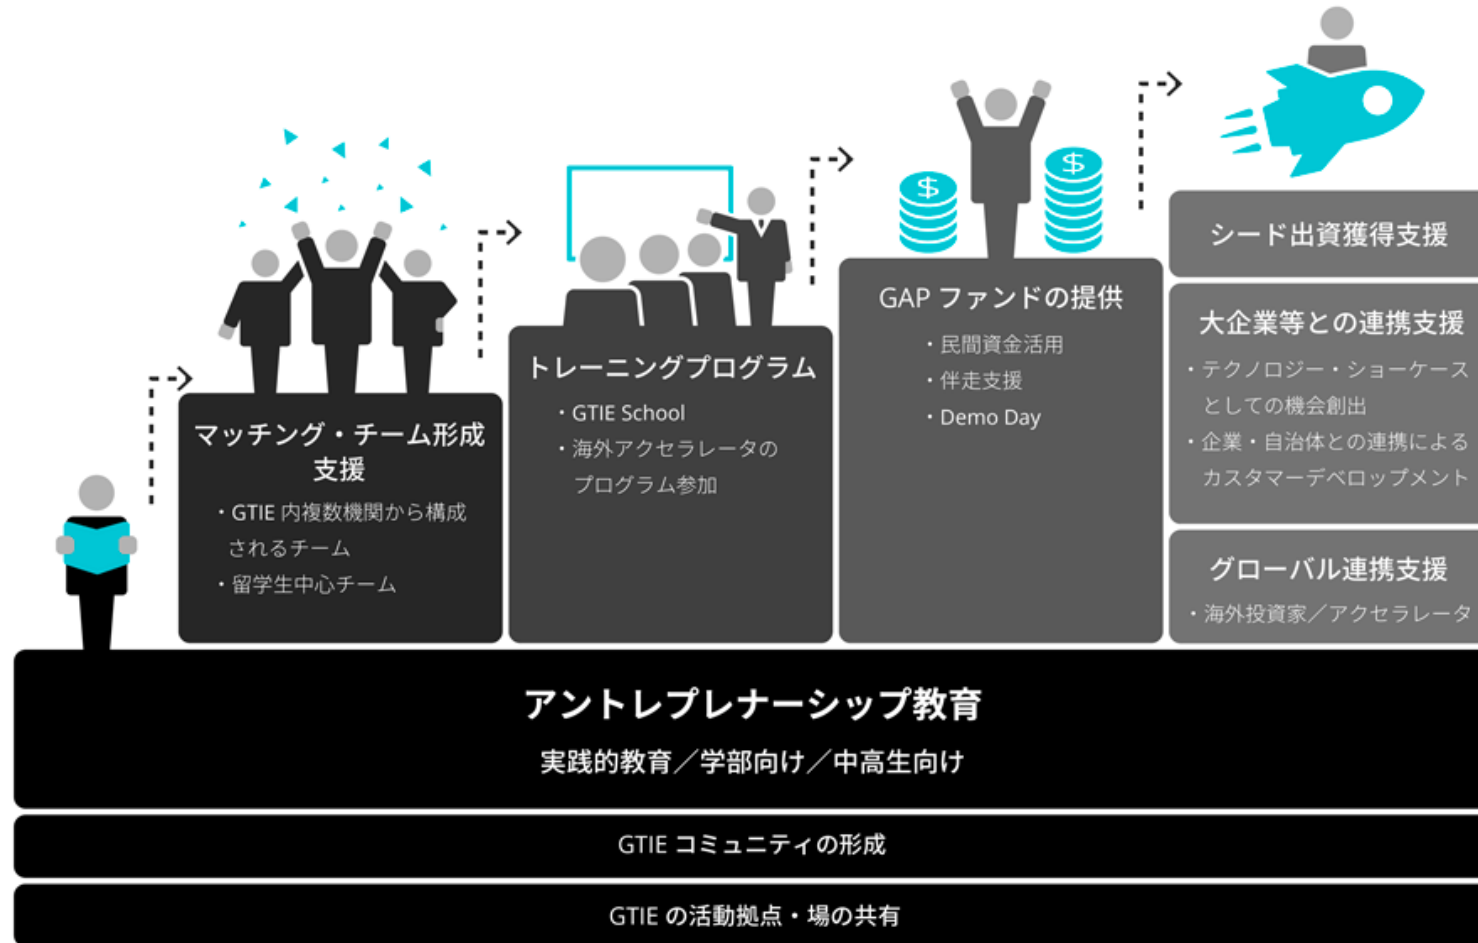 マッチング・チーム形成
支援
・GTIE 内複数機関から構成
されるチーム
・留学生中心チーム
トレーニングプログラム
・GTIE School
・海外アクセラレータの
プログラム参加
GAP ファンドの提供
・民間資金活用
・伴走支援
・Demo Day
シード出資獲得支援
大企業等との連携支援
・テクノロジー・ショーケース
としての機会創出
・企業・自治体との連携による
カスタマーデベロップメント
グローバル連携支援
・海外投資家／アクセラレータ
$
$
アントレプレナーシップ教育
実践的教育／学部向け／中高生向け
GTIE コミュニティの形成
GTIE の活動拠点・場の共有